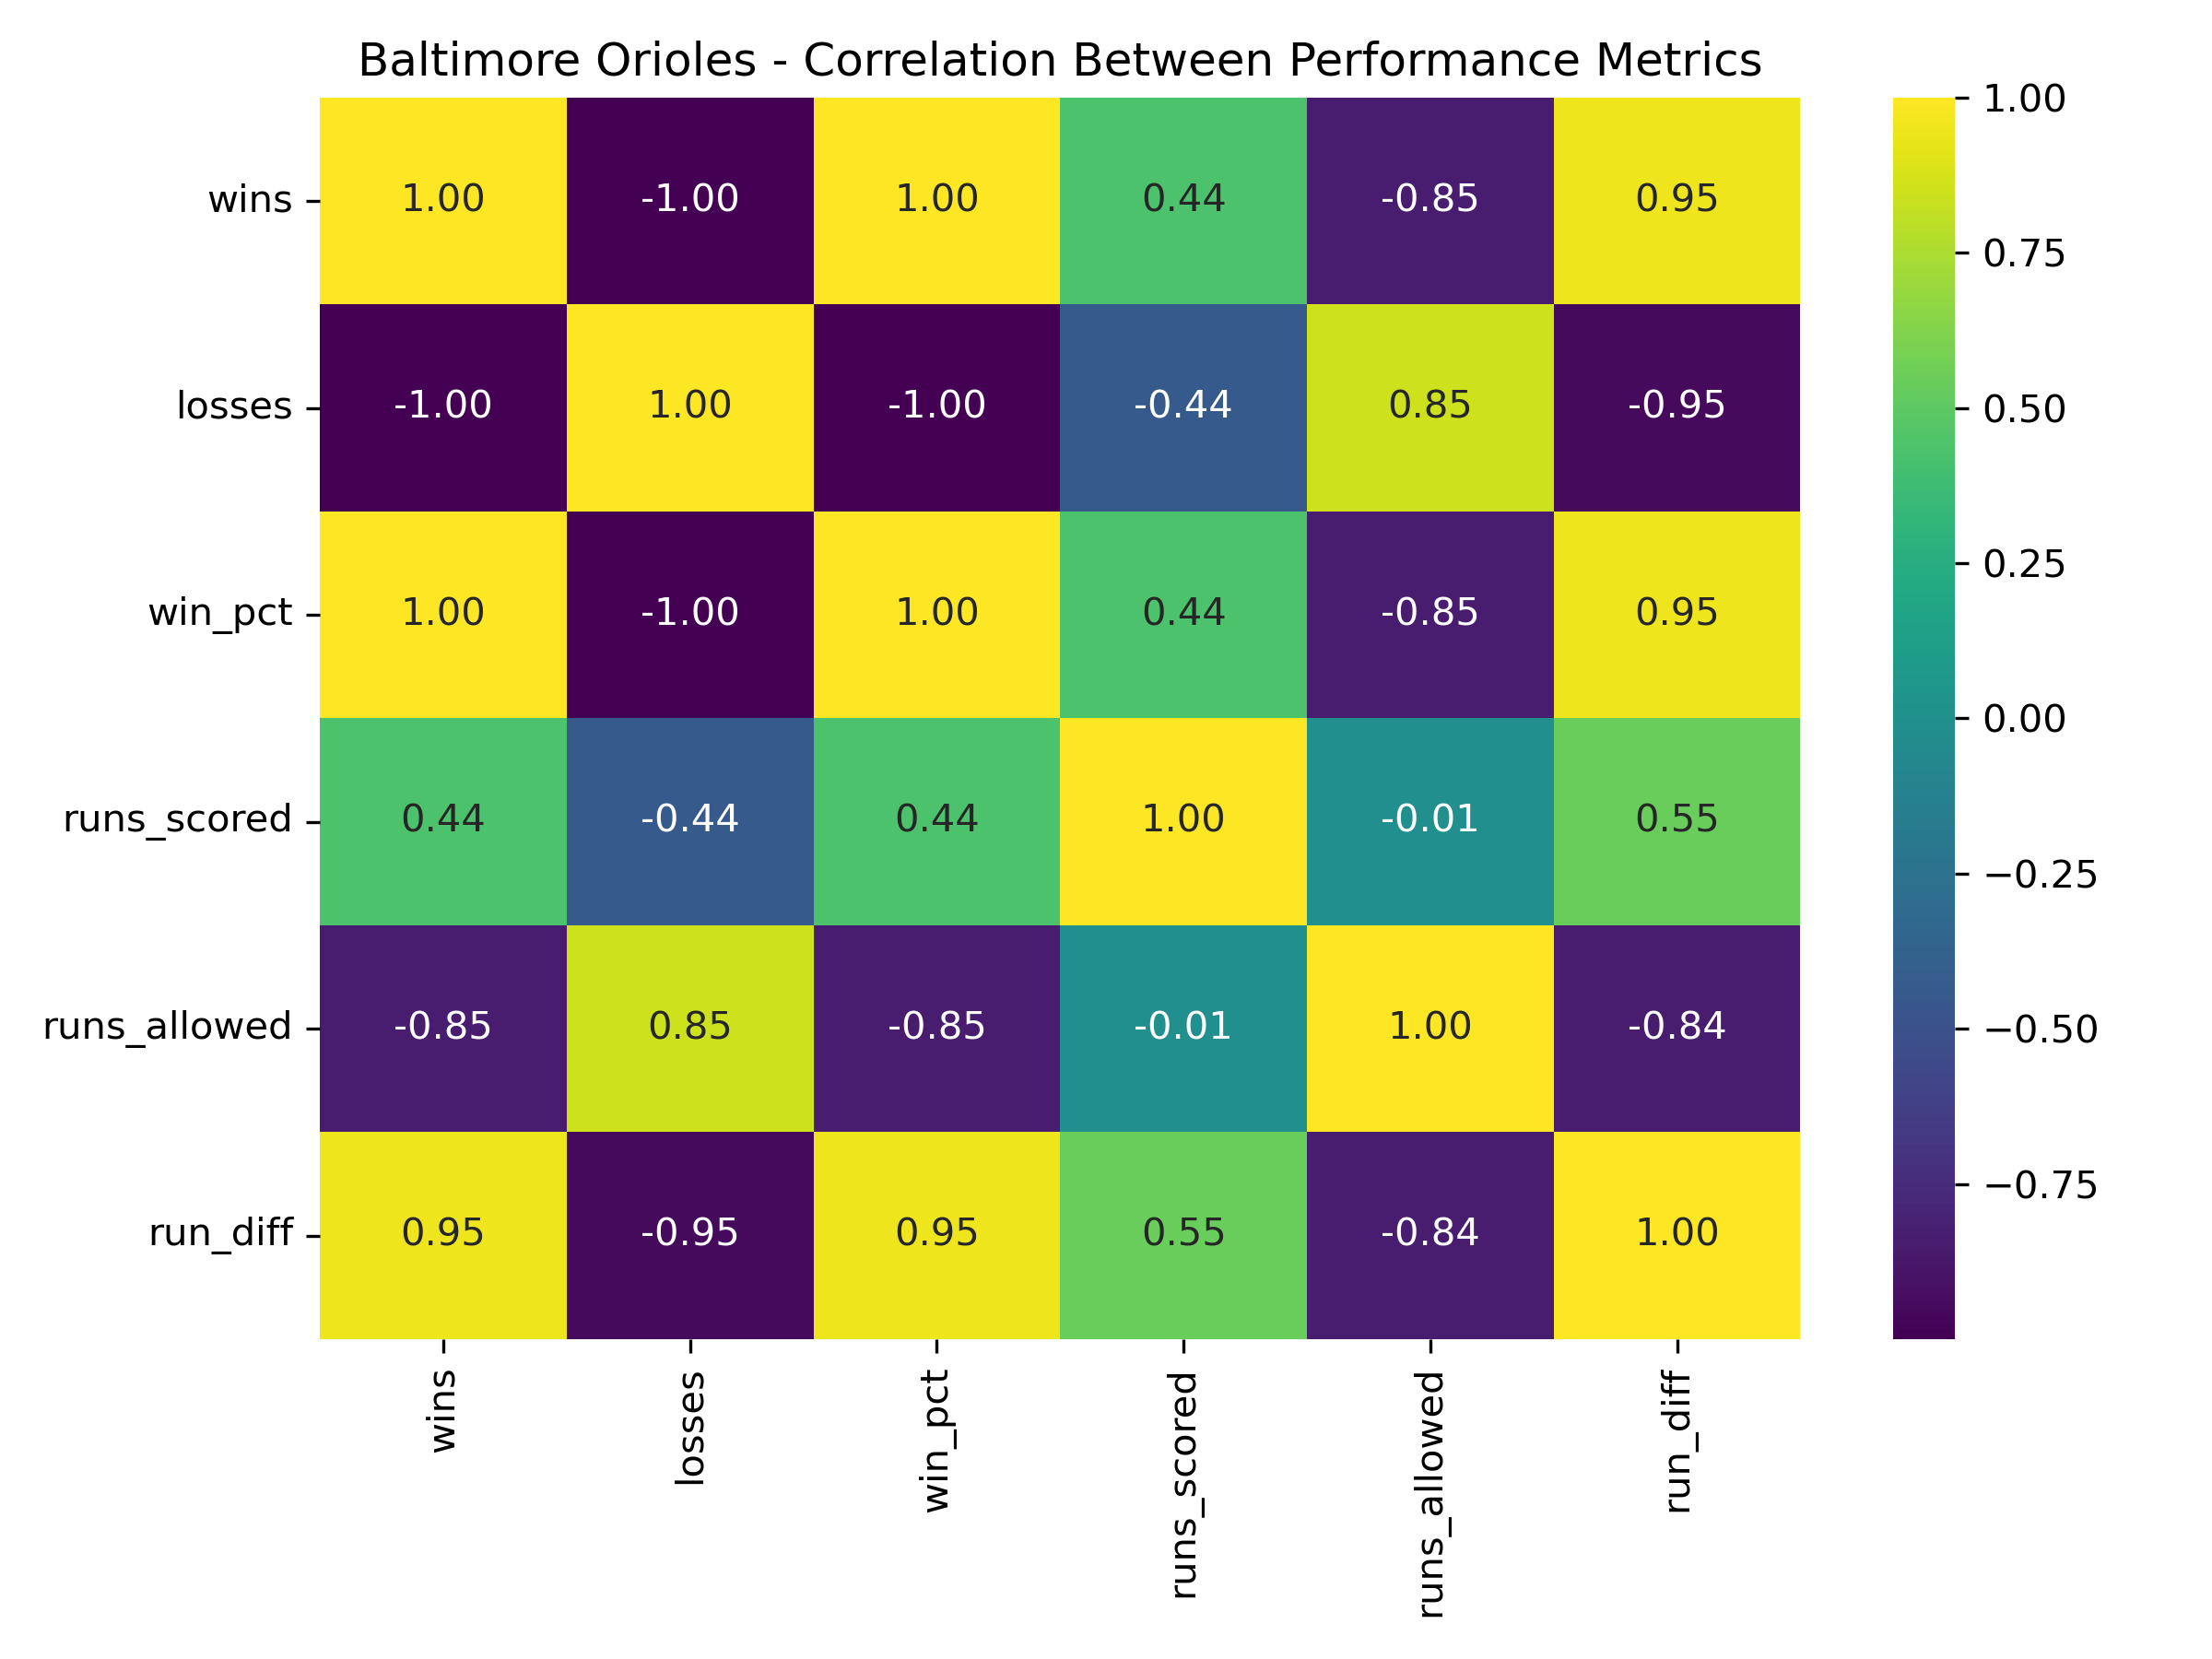 Baltimore Orioles - Correlation Between Performance Metrics
wins 1.00 -1.00 1.00 0.44 -0.85 0.95
losses -1.00 1.00 -1.00 -0.44 0.85 -0.95
win_pct 1.00 -1.00 1.00 0.44 -0.85 0.95
runs_scored 0.44 -0.44 0.44 1.00 -0.01 0.55
runs_allowed -0.85 0.85 -0.85 -0.01 1.00 -0.84
run_diff 0.95 -0.95 0.95 0.55 -0.84 1.00
wins
losses
win_pct
runs_scored
runs_allowed
run_diff
1.00
0.75
0.50
0.25
0.00
−0.25
−0.50
−0.75